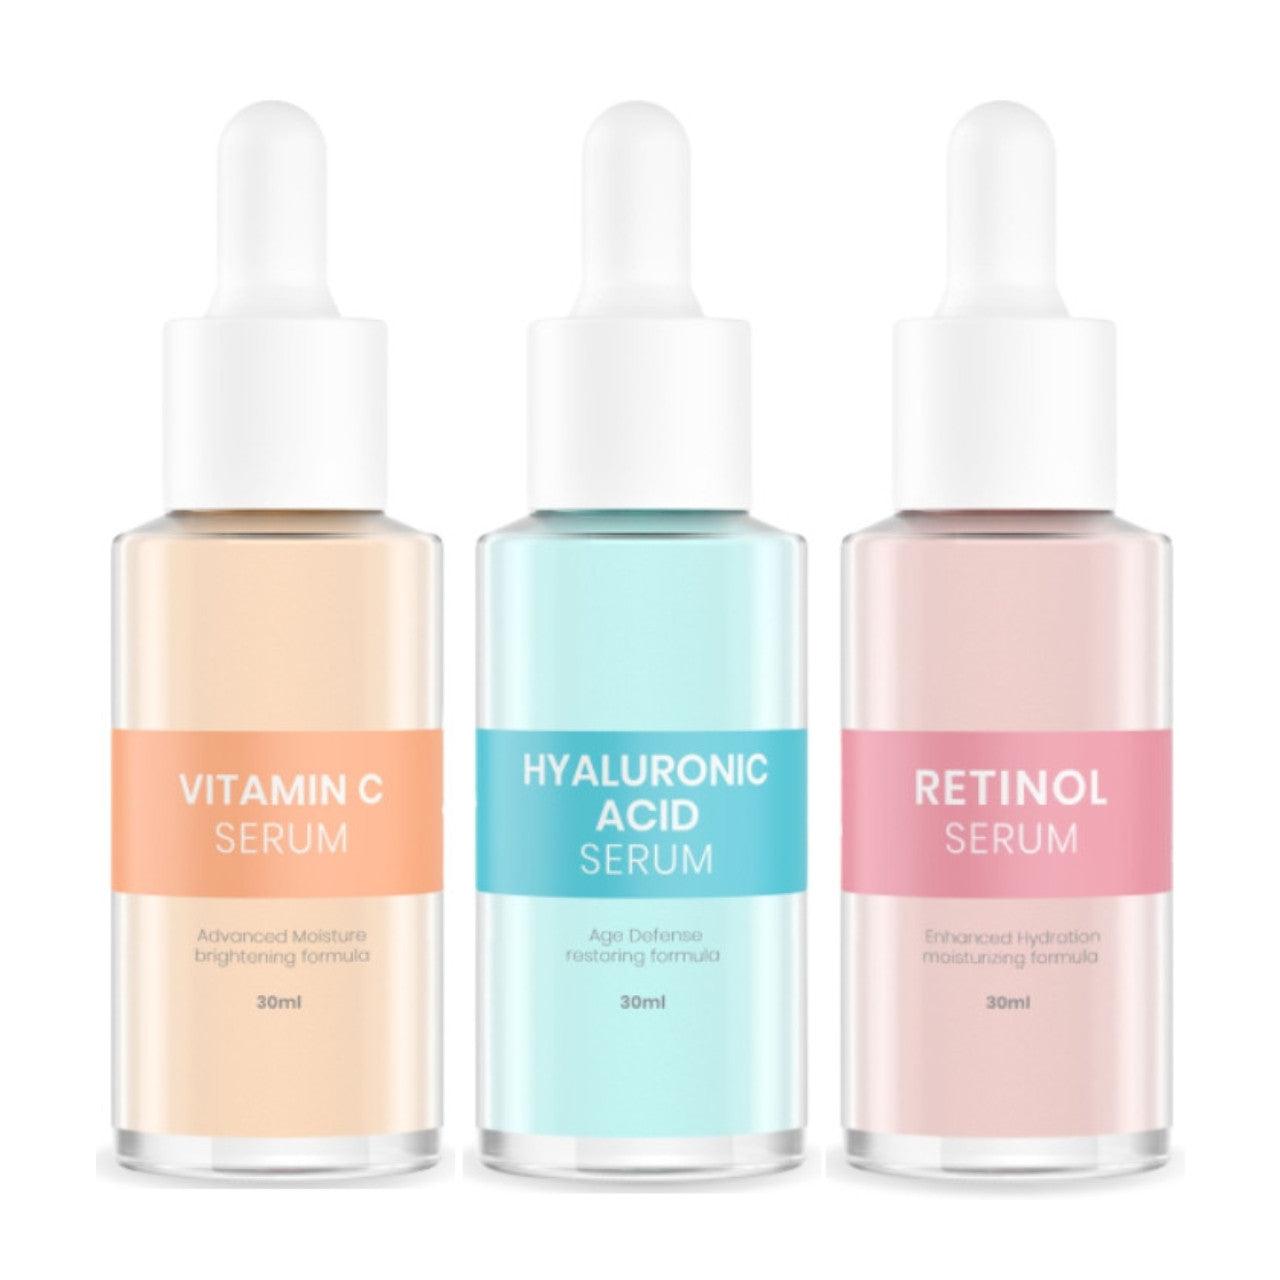 VITAMIN C
SERUM
Advanced Moisture
brightening formula
30ml
HYALURONIC
ACID
SERUM
Age Defense
restoring formula
30ml
RETINOL
SERUM
Enhanced Hydration
moisturizing formula
30ml